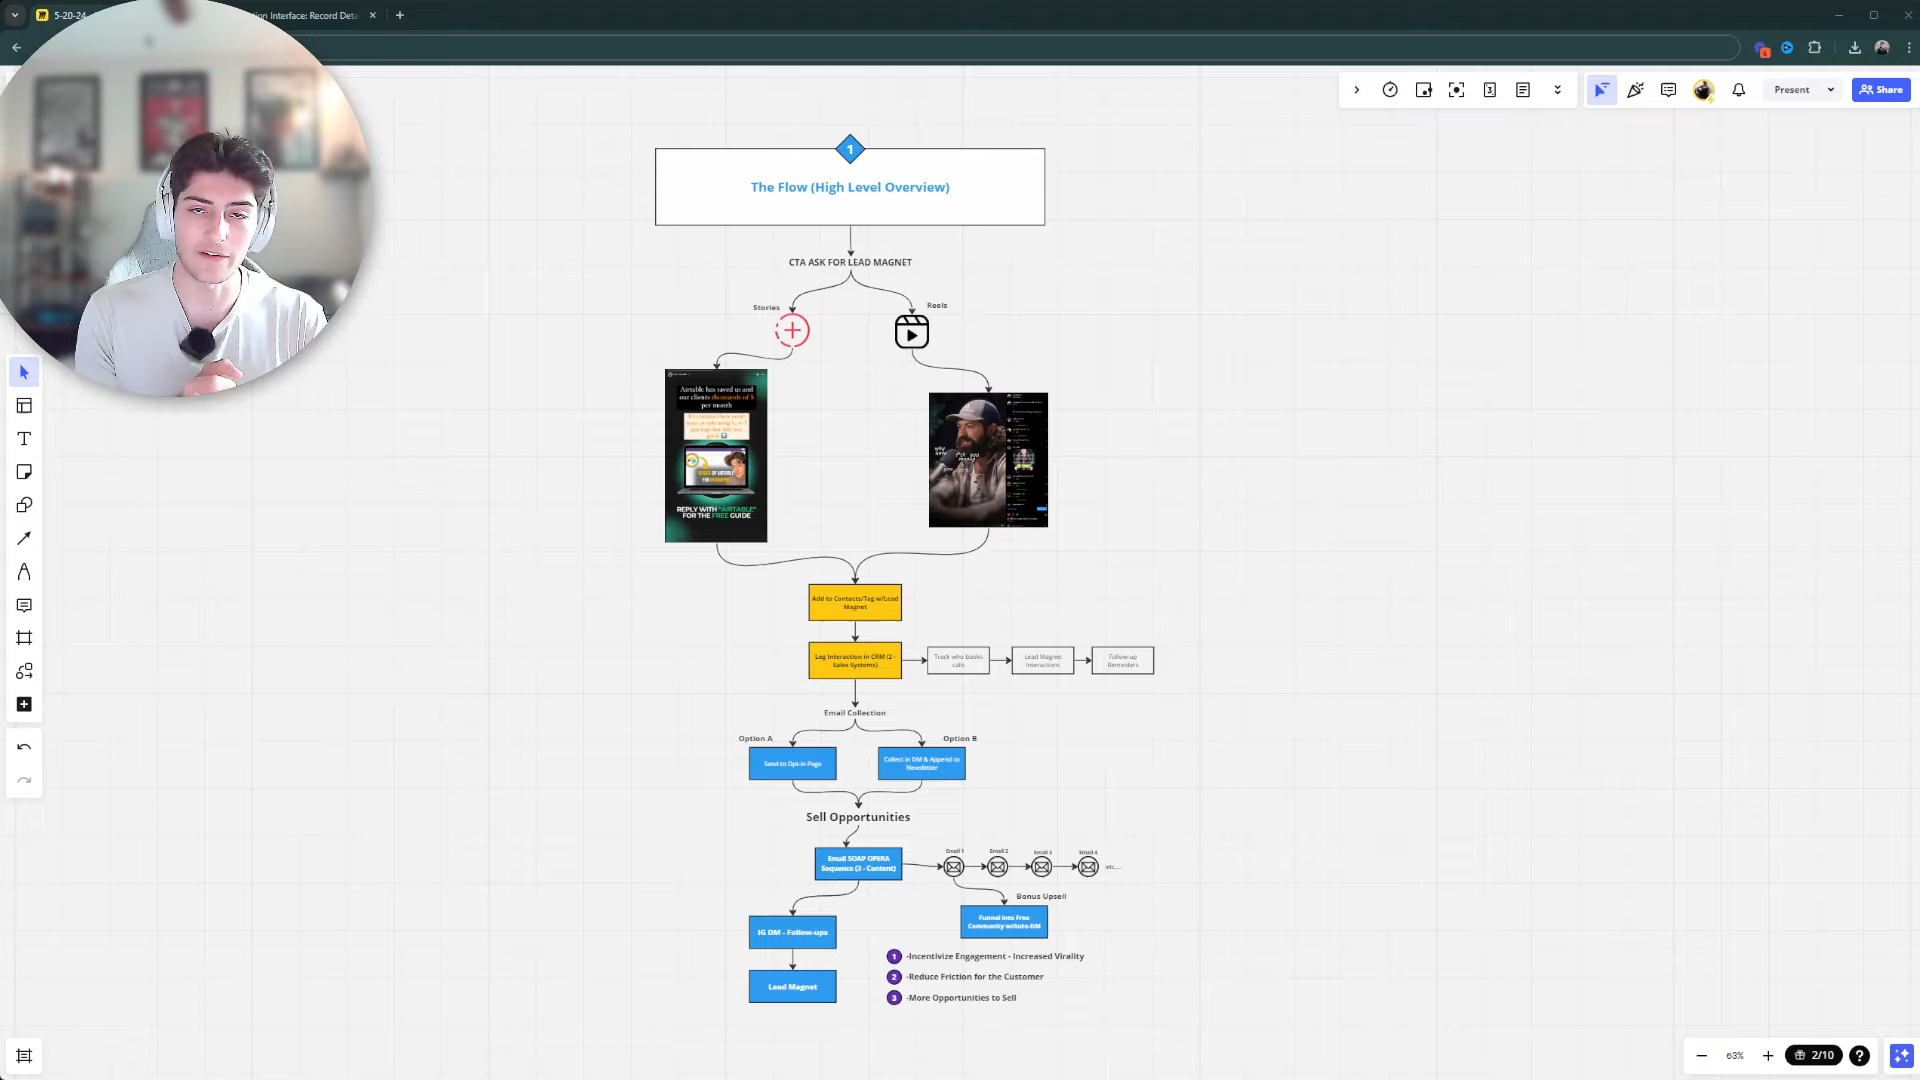 5-20-24
ion Interface: Record Deta
Present
Share
1
The Flow (High Level Overview)
CTA ASK FOR LEAD MAGNET
Stories
Reels
Airtable has saved us and
our clients thousands of $
per month
REPLY WITH "AIRTABLE"
FOR THE FREE GUIDE
Add to Contacts/Tag w/Lead
Magnet
Log Interaction in CRM (2 -
Sales Systems)
Track who books
calls
Lead Magnet
Interactions
Follow-up
Reminders
Email Collection
Option A
Option B
Send to Opt-in Page
Collect in DM & Append to
Newsletter
Sell Opportunities
Email SOAP OPERA
Sequence (3 - Content)
Email 1
Email 2
Email 3
Email 4
etc....
Bonus Upsell
Funnel into Free
Community w/Auto-DM
IG DM - Follow-ups
Lead Magnet
1 -Incentivize Engagement - Increased Virality
2 -Reduce Friction for the Customer
3 -More Opportunities to Sell
63%
2/10